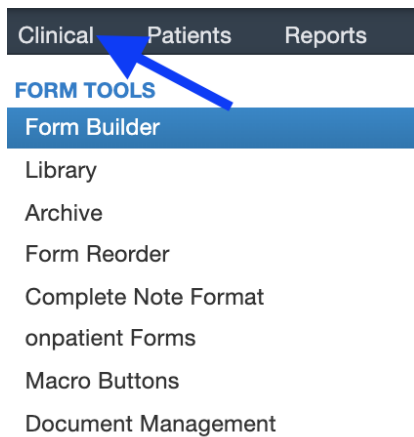 Clinical Patients Reports
FORM TOOLS
Form Builder
Library
Archive
Form Reorder
Complete Note Format
onpatient Forms
Macro Buttons
Document Management